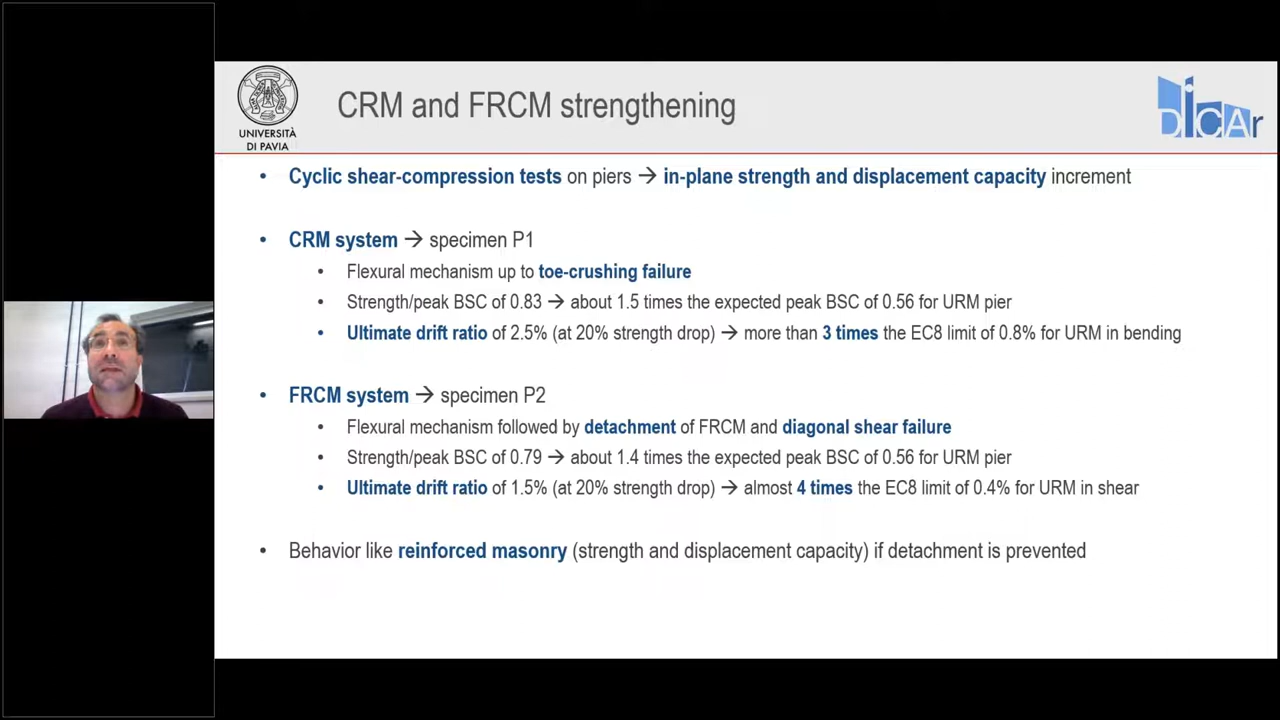 UNIVERSITÀ
DI PAVIA
CRM and FRCM strengthening
DICAr
• Cyclic shear-compression tests on piers → in-plane strength and displacement capacity increment
• CRM system → specimen P1
• Flexural mechanism up to toe-crushing failure
• Strength/peak BSC of 0.83 → about 1.5 times the expected peak BSC of 0.56 for URM pier
• Ultimate drift ratio of 2.5% (at 20% strength drop) → more than 3 times the EC8 limit of 0.8% for URM in bending
• FRCM system → specimen P2
• Flexural mechanism followed by detachment of FRCM and diagonal shear failure
• Strength/peak BSC of 0.79 → about 1.4 times the expected peak BSC of 0.56 for URM pier
• Ultimate drift ratio of 1.5% (at 20% strength drop) → almost 4 times the EC8 limit of 0.4% for URM in shear
• Behavior like reinforced masonry (strength and displacement capacity) if detachment is prevented